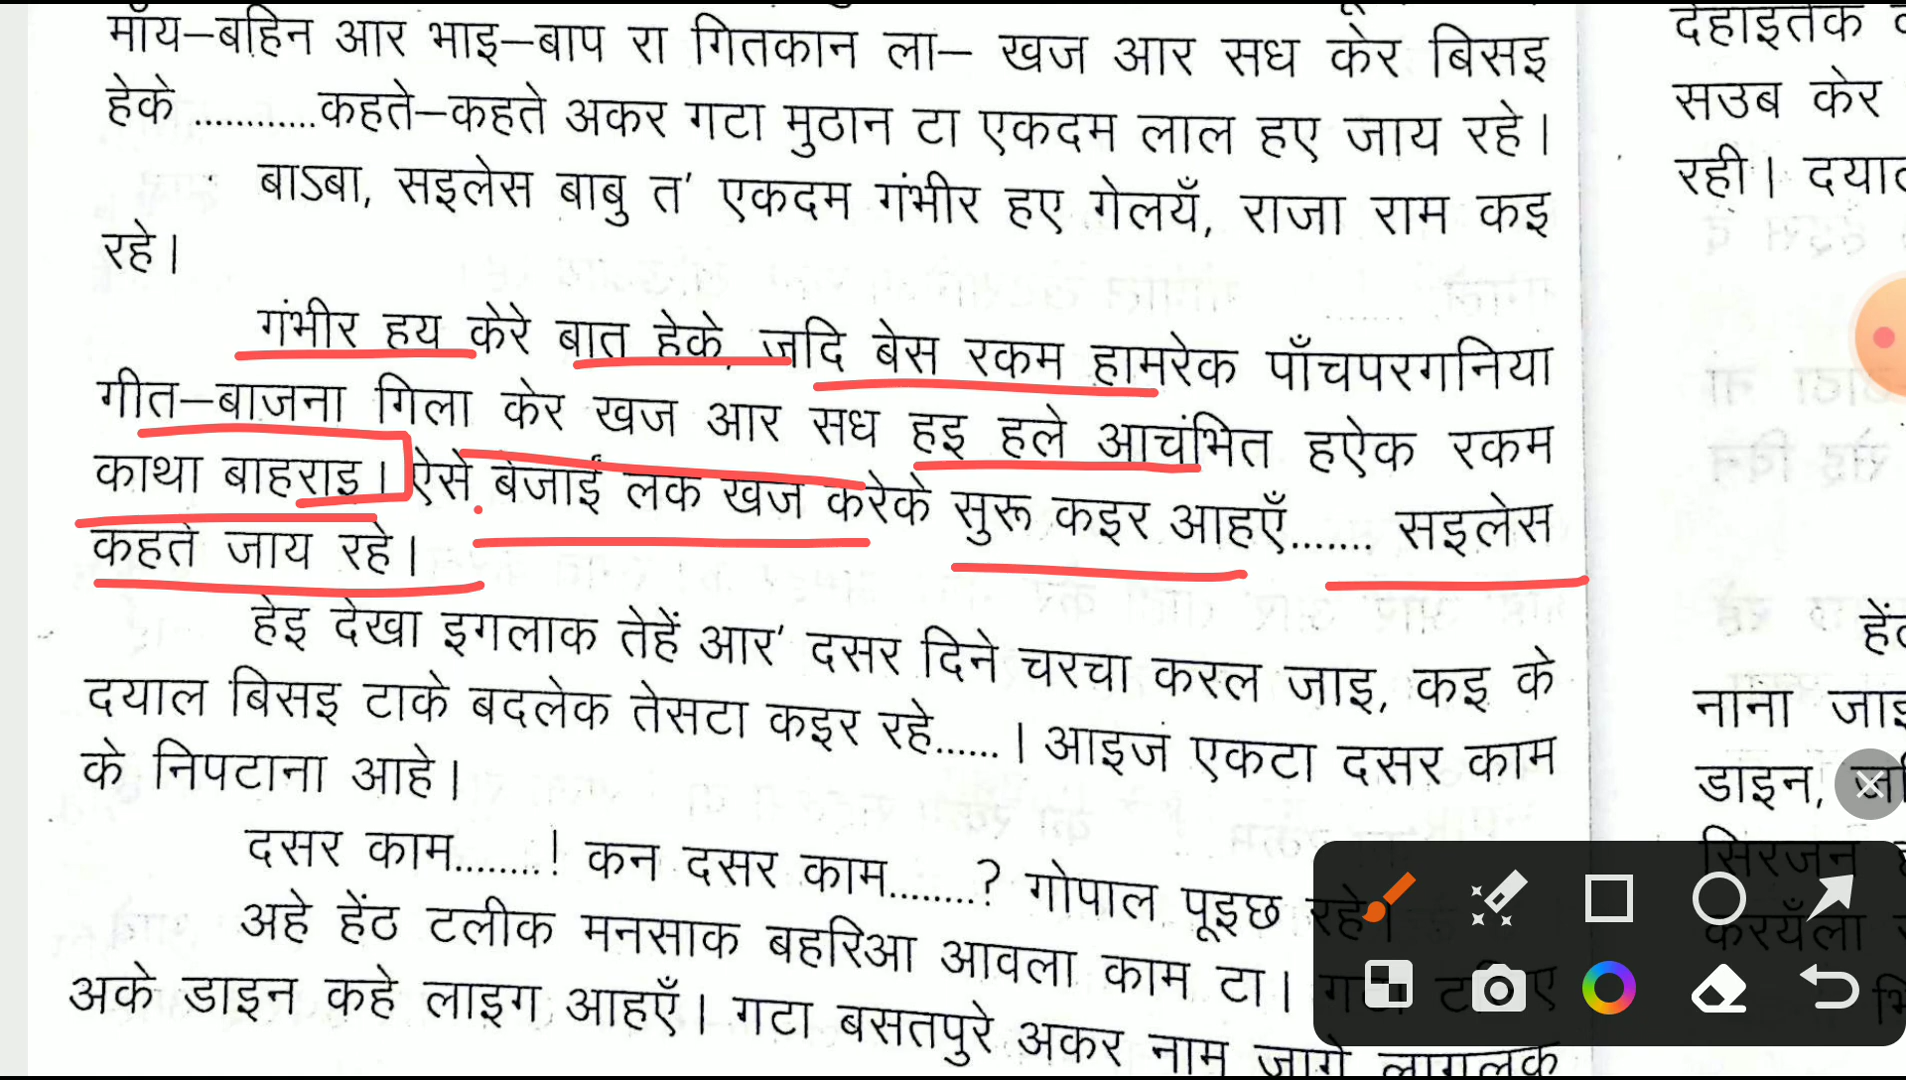 माँय–बहिन आर भाइ–बाप रा गितकान ला– खज आर सध केर बिसइ
हेके ............कहते–कहते अकर गटा मुठान टा एकदम लाल हए जाय रहे।
बाऽबा, सइलेस बाबु त’ एकदम गंभीर हए गेलयँ, राजा राम कइ
रहे।
गंभीर हय केरे बात हेके, जदि बेस रकम हामरेक पाँचपरगनिया
गीत–बाजना गिला केर खज आर सध हइ हले आचंभित हऐक रकम
काथा बाहराइ। ऐसे बेजाईं लक खज करेके सुरू कइर आहएँ....... सइलेस
कहते जाय रहे।
हेइ देखा इगलाक तेहें आर’ दसर दिने चरचा करल जाइ, कइ के
दयाल बिसइ टाके बदलेक तेसटा कइर रहे......। आइज एकटा दसर काम
के निपटाना आहे।
दसर काम........! कन दसर काम........? गोपाल पूइछ रहे।
अहे हेंठ टलीक मनसाक बहरिआ आवला काम टा।
अके डाइन कहे लाइग आहएँ। गटा बसतपुरे अकर नाम जागे लागलक
देहाइतेक
सउब केर
रही।
नाना
डाइन,
सिरजन
करयँला